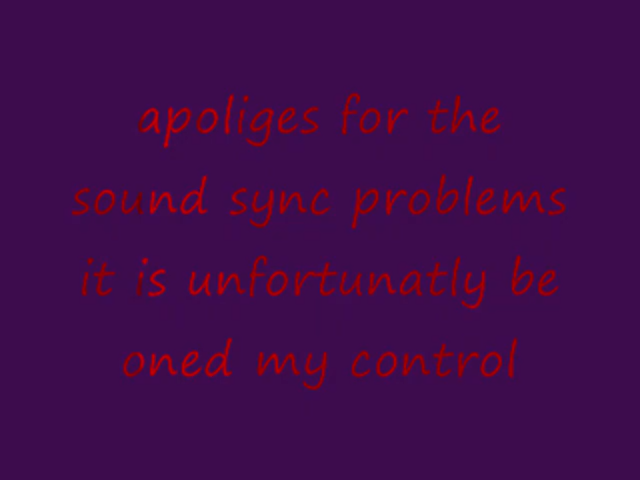 apoliges for the
sound sync problems
it is unfortunatly be
oned my control